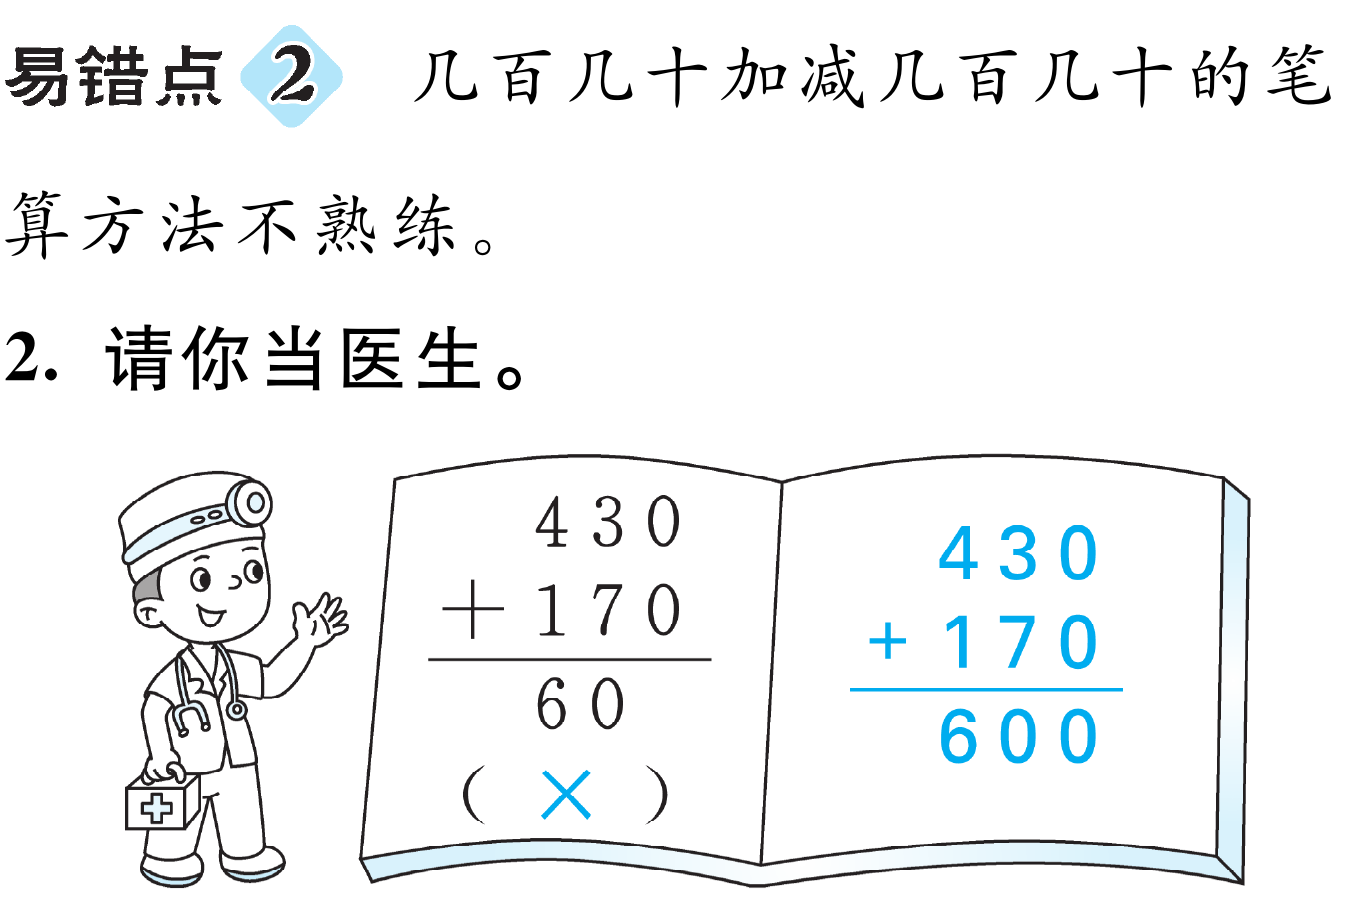 易错点 2 几百几十加减几百几十的笔
算方法不熟练。
2. 请你当医生。
430
+170
60
( × )
430
+170
600